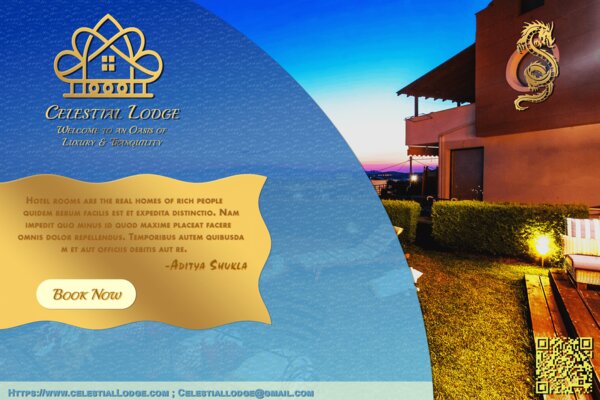 Celestial Lodge
Welcome to an Oasis of
Luxury & Tranquility
Hotel rooms are the real homes of rich people
quidem rerum facilis est et expedita distinctio. Nam
impedit quo minus id quod maxime placeat facere
omnis dolor repellendus. Temporibus autem quibusda
m et aut officiis debitis aut re.
-Aditya Shukla
Book Now
Https://www.celestialLodge.com ; Celestiallodge@gmail.com